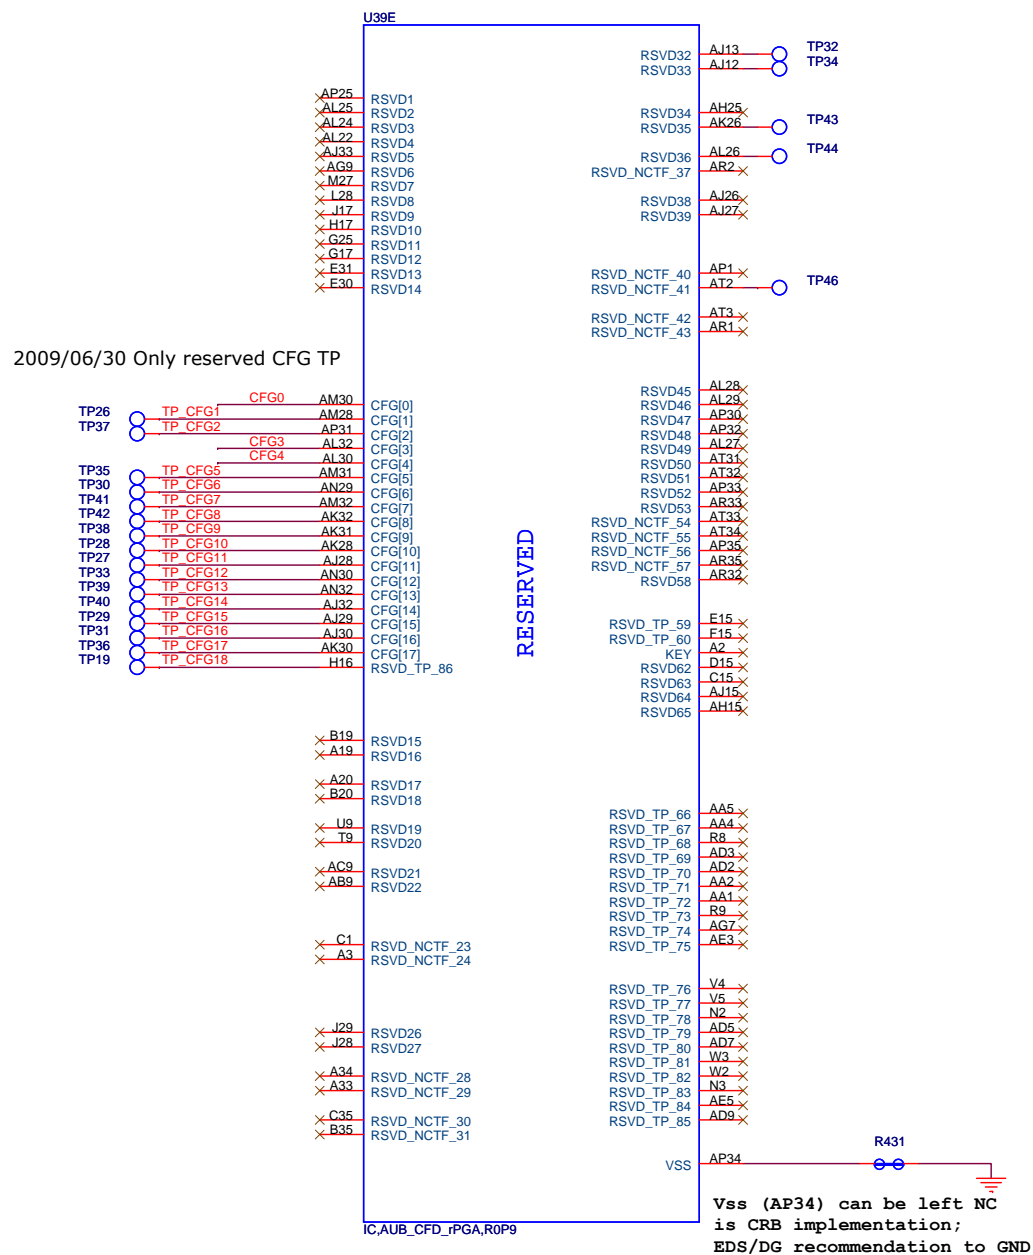 U39E
AP25 RSVD1
AL25 RSVD2
AL24 RSVD3
AL22 RSVD4
AJ33 RSVD5
AG9 RSVD6
M27 RSVD7
L28 RSVD8
J17 RSVD9
H17 RSVD10
G25 RSVD11
G17 RSVD12
E31 RSVD13
E30 RSVD14
2009/06/30 Only reserved CFG TP
CFG0 AM30 CFG[0]
TP26 TP_CFG1 AM28 CFG[1]
TP37 TP_CFG2 AP31 CFG[2]
CFG3 AL32 CFG[3]
CFG4 AL30 CFG[4]
TP35 TP_CFG5 AM31 CFG[5]
TP30 TP_CFG6 AN29 CFG[6]
TP41 TP_CFG7 AM32 CFG[7]
TP42 TP_CFG8 AK32 CFG[8]
TP38 TP_CFG9 AK31 CFG[9]
TP28 TP_CFG10 AK28 CFG[10]
TP27 TP_CFG11 AJ28 CFG[11]
TP33 TP_CFG12 AN30 CFG[12]
TP39 TP_CFG13 AN32 CFG[13]
TP40 TP_CFG14 AJ32 CFG[14]
TP29 TP_CFG15 AJ29 CFG[15]
TP31 TP_CFG16 AJ30 CFG[16]
TP36 TP_CFG17 AK30 CFG[17]
TP19 TP_CFG18 H16 RSVD_TP_86
B19 RSVD15
A19 RSVD16
A20 RSVD17
B20 RSVD18
U9 RSVD19
T9 RSVD20
AC9 RSVD21
AB9 RSVD22
C1 RSVD_NCTF_23
A3 RSVD_NCTF_24
J29 RSVD26
J28 RSVD27
A34 RSVD_NCTF_28
A33 RSVD_NCTF_29
C35 RSVD_NCTF_30
B35 RSVD_NCTF_31
RESERVED
RSVD32 AJ13 TP32
RSVD33 AJ12 TP34
RSVD34 AH25
RSVD35 AK26 TP43
RSVD36 AL26 TP44
RSVD_NCTF_37 AR2
RSVD38 AJ26
RSVD39 AJ27
RSVD_NCTF_40 AP1
RSVD_NCTF_41 AT2 TP46
RSVD_NCTF_42 AT3
RSVD_NCTF_43 AR1
RSVD45 AL28
RSVD46 AL29
RSVD47 AP30
RSVD48 AP32
RSVD49 AL27
RSVD50 AT31
RSVD51 AT32
RSVD52 AP33
RSVD53 AR33
RSVD_NCTF_54 AT33
RSVD_NCTF_55 AT34
RSVD_NCTF_56 AP35
RSVD_NCTF_57 AR35
RSVD58 AR32
RSVD_TP_59 E15
RSVD_TP_60 F15
KEY A2
RSVD62 D15
RSVD63 C15
RSVD64 AJ15
RSVD65 AH15
RSVD_TP_66 AA5
RSVD_TP_67 AA4
RSVD_TP_68 R8
RSVD_TP_69 AD3
RSVD_TP_70 AD2
RSVD_TP_71 AA2
RSVD_TP_72 AA1
RSVD_TP_73 R9
RSVD_TP_74 AG7
RSVD_TP_75 AE3
RSVD_TP_76 V4
RSVD_TP_77 V5
RSVD_TP_78 N2
RSVD_TP_79 AD5
RSVD_TP_80 AD7
RSVD_TP_81 W3
RSVD_TP_82 W2
RSVD_TP_83 N3
RSVD_TP_84 AE5
RSVD_TP_85 AD9
VSS AP34 R431
Vss (AP34) can be left NC
is CRB implementation;
EDS/DG recommendation to GND
IC,AUB_CFD_rPGA,R0P9